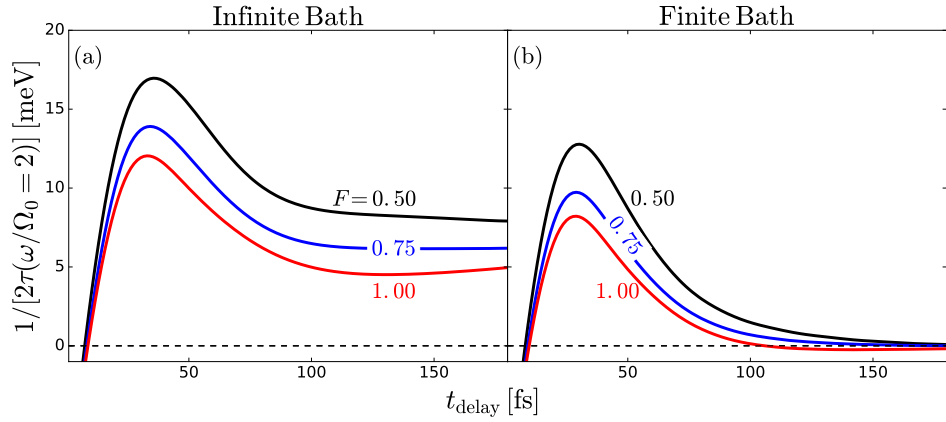 Infinite Bath
Finite Bath
1/[2τ(ω/Ω₀ = 2)] [meV]
20
15
10
5
0
(a)
F = 0.50
0.75
1.00
50
100
150
(b)
0.50
0.75
1.00
50
100
150
t_delay [fs]